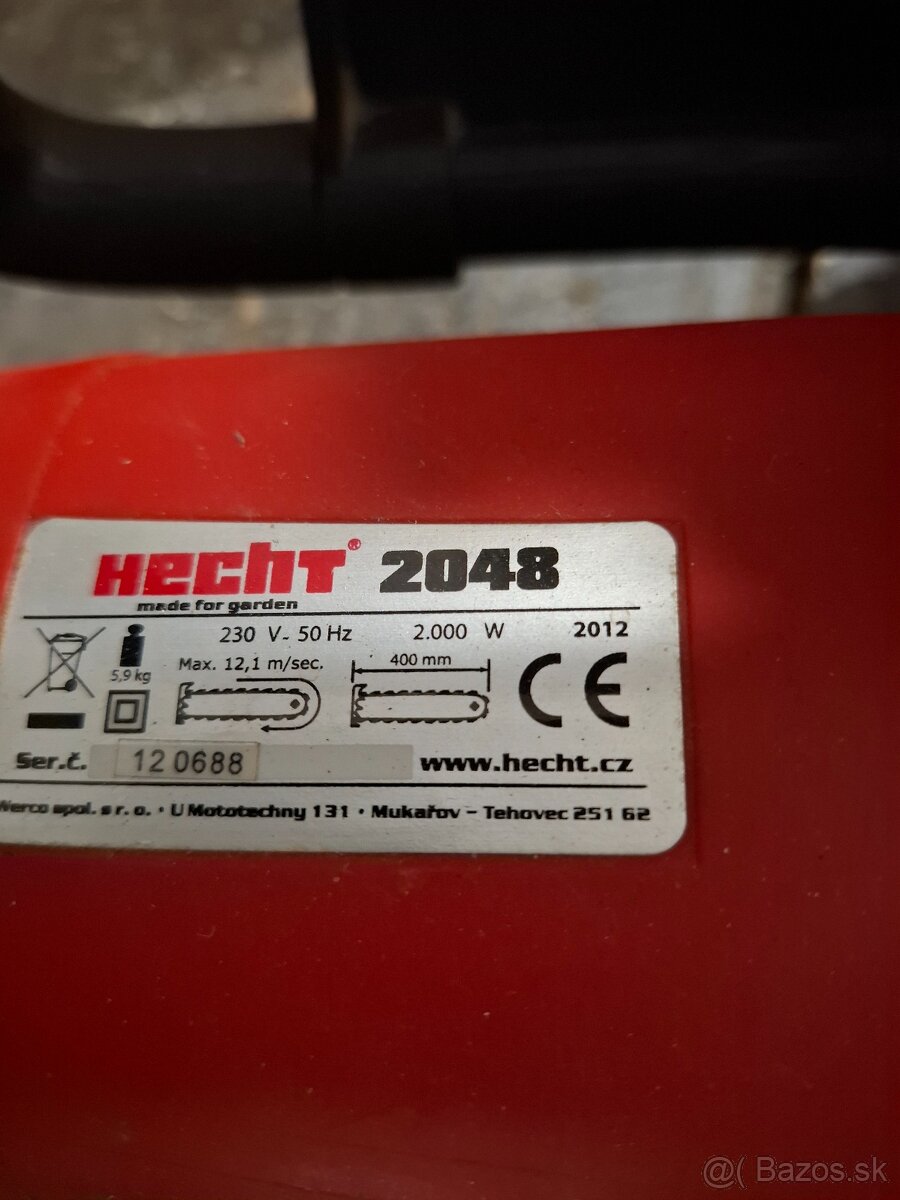 HECHT® 2048
made for garden
230 V~ 50 Hz 2.000 W 2012
5,9 kg
Max. 12,1 m/sec.
400 mm
CE
Ser.č. 12 0688 www.hecht.cz
Werco spol. s r. o. • U Mototechny 131 • Mukařov - Tehovec 251 62
@( Bazos.sk